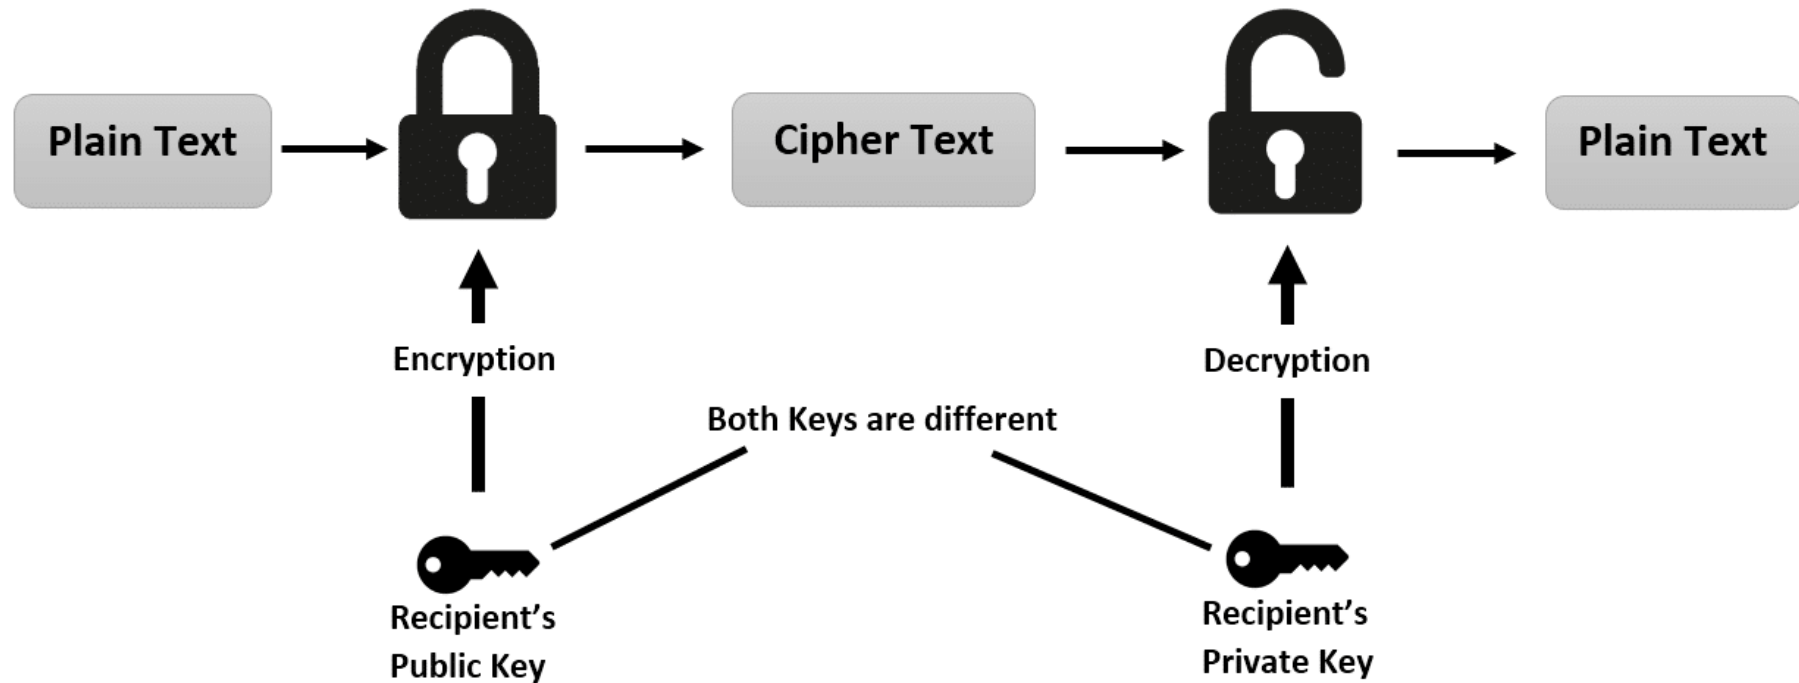 Plain Text
Cipher Text
Plain Text
Encryption
Decryption
Both Keys are different
Recipient’s
Public Key
Recipient’s
Private Key